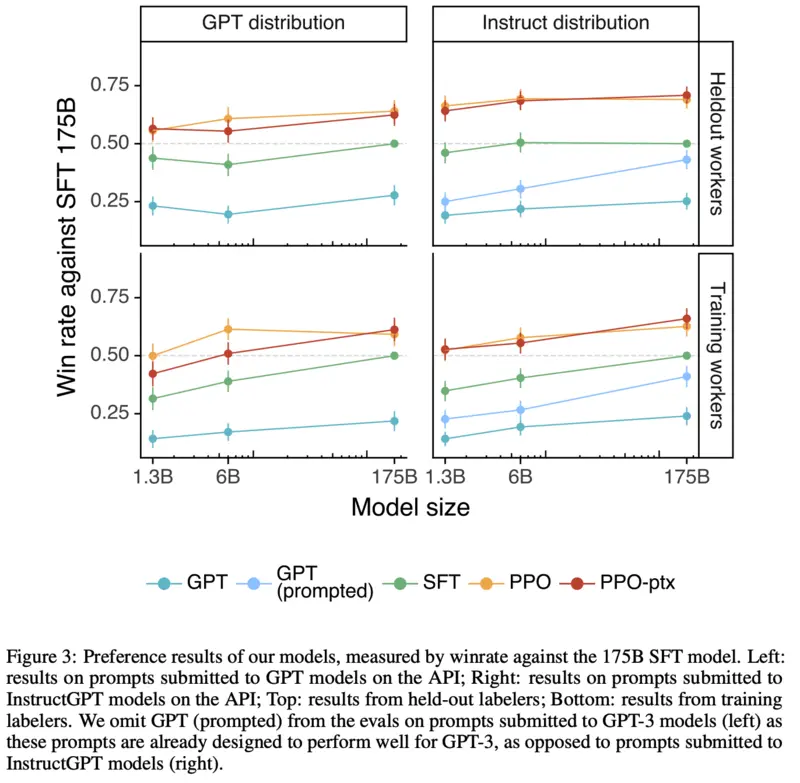 GPT distribution
Instruct distribution
Win rate against SFT 175B
0.75
0.50
0.25
Heldout workers
0.75
0.50
0.25
Training workers
1.3B 6B 175B
1.3B 6B 175B
Model size
GPT
GPT
(prompted)
SFT
PPO
PPO-ptx
Figure 3: Preference results of our models, measured by winrate against the 175B SFT model. Left:
results on prompts submitted to GPT models on the API; Right: results on prompts submitted to
InstructGPT models on the API; Top: results from held-out labelers; Bottom: results from training
labelers. We omit GPT (prompted) from the evals on prompts submitted to GPT-3 models (left) as
these prompts are already designed to perform well for GPT-3, as opposed to prompts submitted to
InstructGPT models (right).